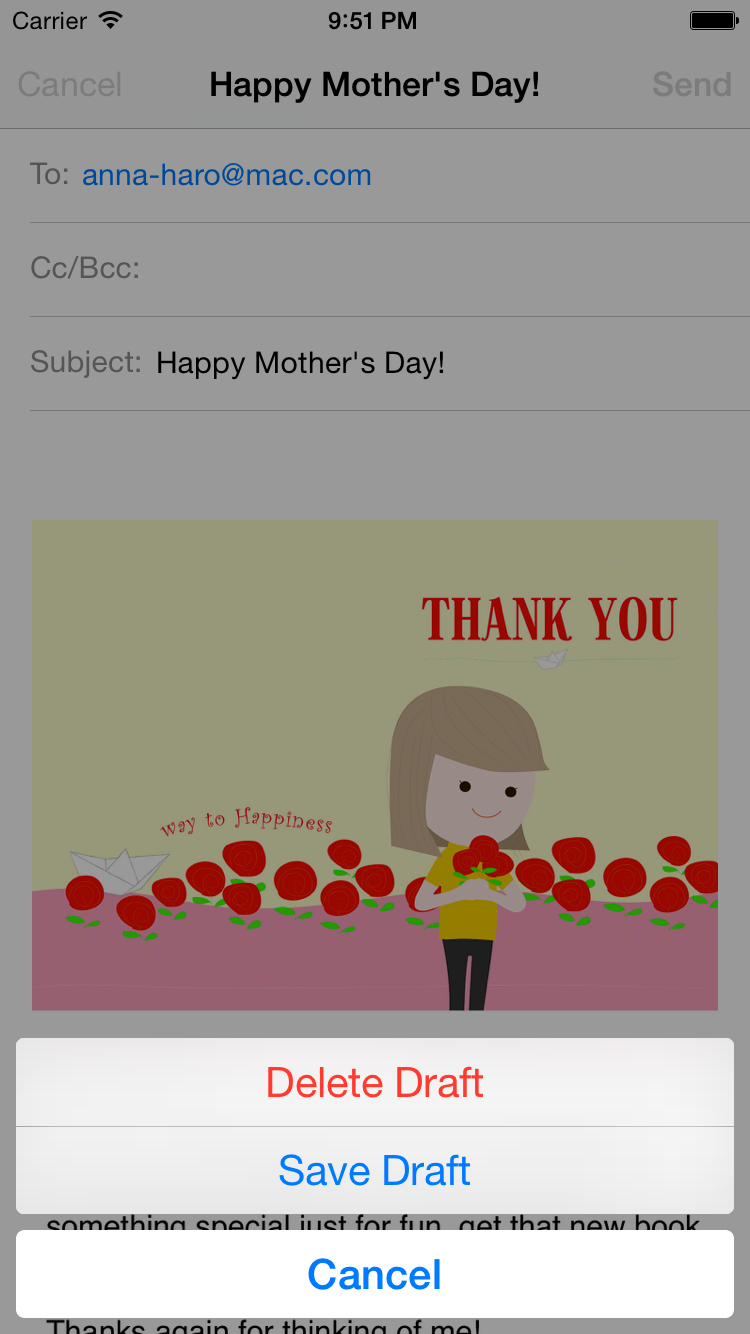 Carrier 9:51 PM
Cancel Happy Mother's Day! Send
To: anna-haro@mac.com
Cc/Bcc:
Subject: Happy Mother's Day!
THANK YOU
way to Happiness
Delete Draft
Save Draft
something special just for fun, get that new book
Cancel
Thanks again for thinking of me!